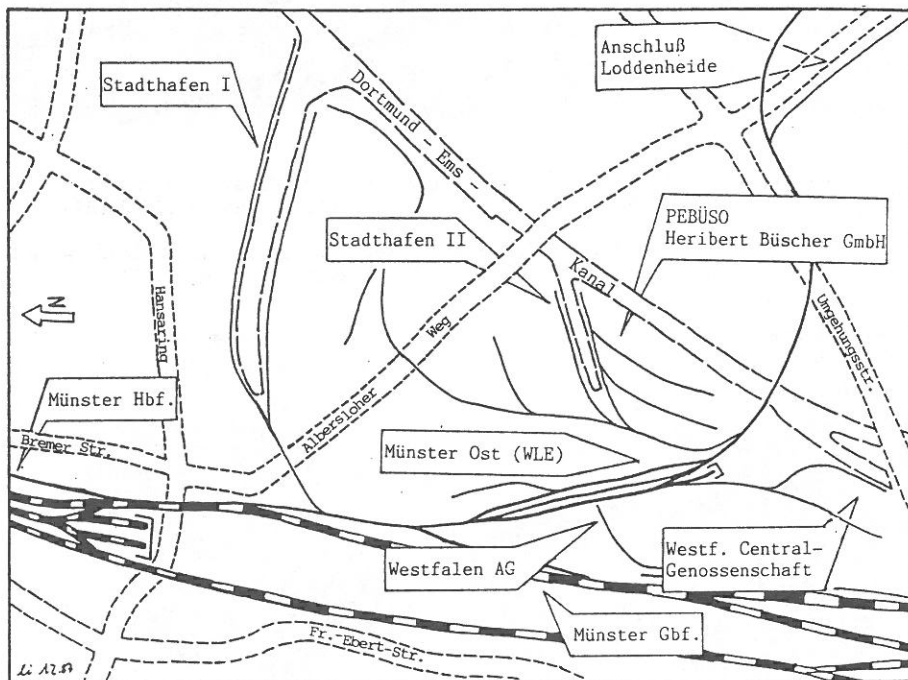 Anschluß
Loddenheide
Stadthafen I
Dortmund - Ems -
PEBÜSO
Heribert Büscher GmbH
Stadthafen II
Kanal
N
Hansaring
Weg
Umgehungsstr.
Münster Hbf.
Albersloher
Bremer Str.
Münster Ost (WLE)
Westfalen AG
Westf. Central-
Genossenschaft
Münster Gbf.
Fr.-Ebert-Str.